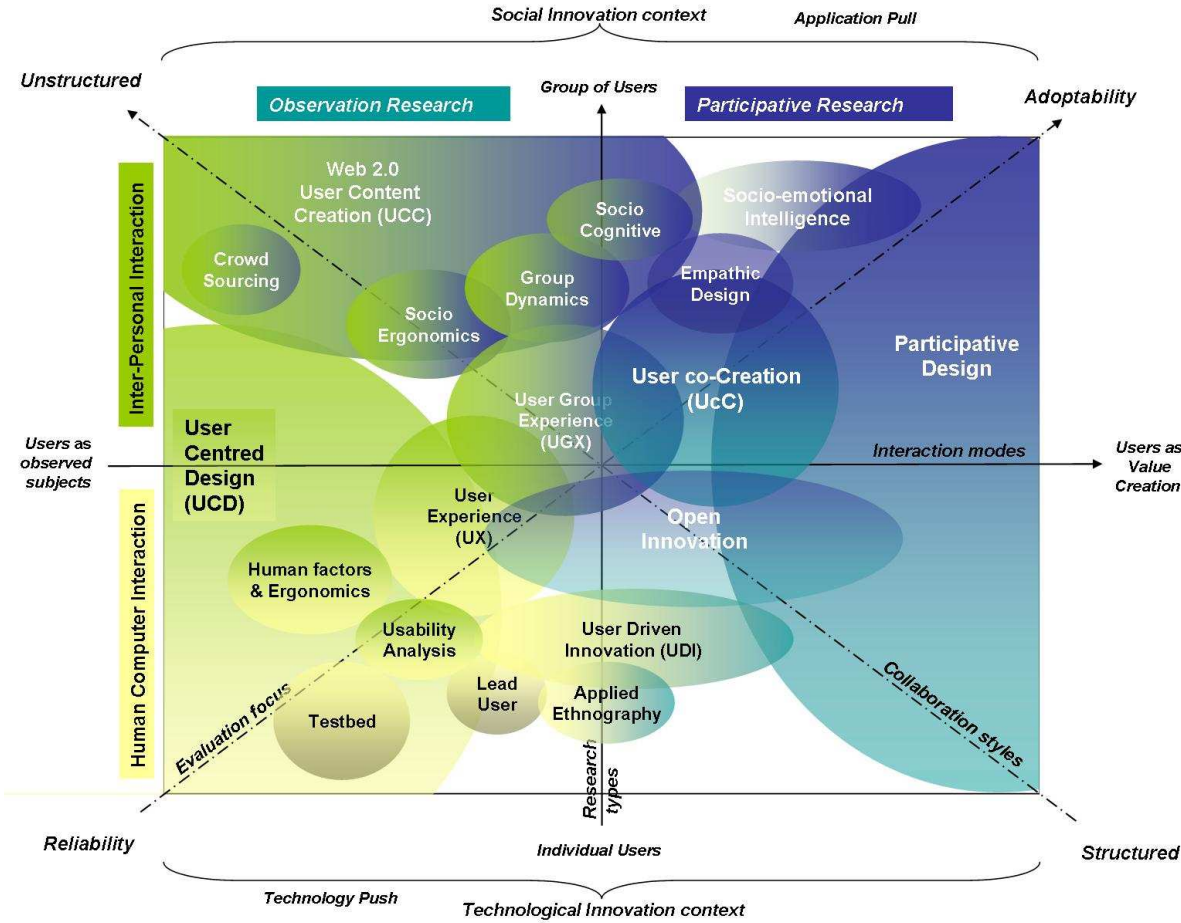 Social Innovation context
Application Pull
Unstructured
Observation Research
Group of Users
Participative Research
Adoptability
Inter-Personal Interaction
Web 2.0
User Content
Creation (UCC)
Socio
Cognitive
Socio-emotional
Intelligence
Crowd
Sourcing
Group
Dynamics
Empathic
Design
Socio
Ergonomics
Participative
Design
User co-Creation
(UcC)
User Group
Experience
(UGX)
User
Centred
Design
(UCD)
Users as
observed
subjects
Interaction modes
Users as
Value
Creation
Human Computer Interaction
User
Experience
(UX)
Open
Innovation
Human factors
& Ergonomics
Usability
Analysis
User Driven
Innovation (UDI)
Lead
User
Applied
Ethnography
Testbed
Evaluation focus
Collaboration styles
Research
types
Reliability
Individual Users
Structured
Technology Push
Technological Innovation context